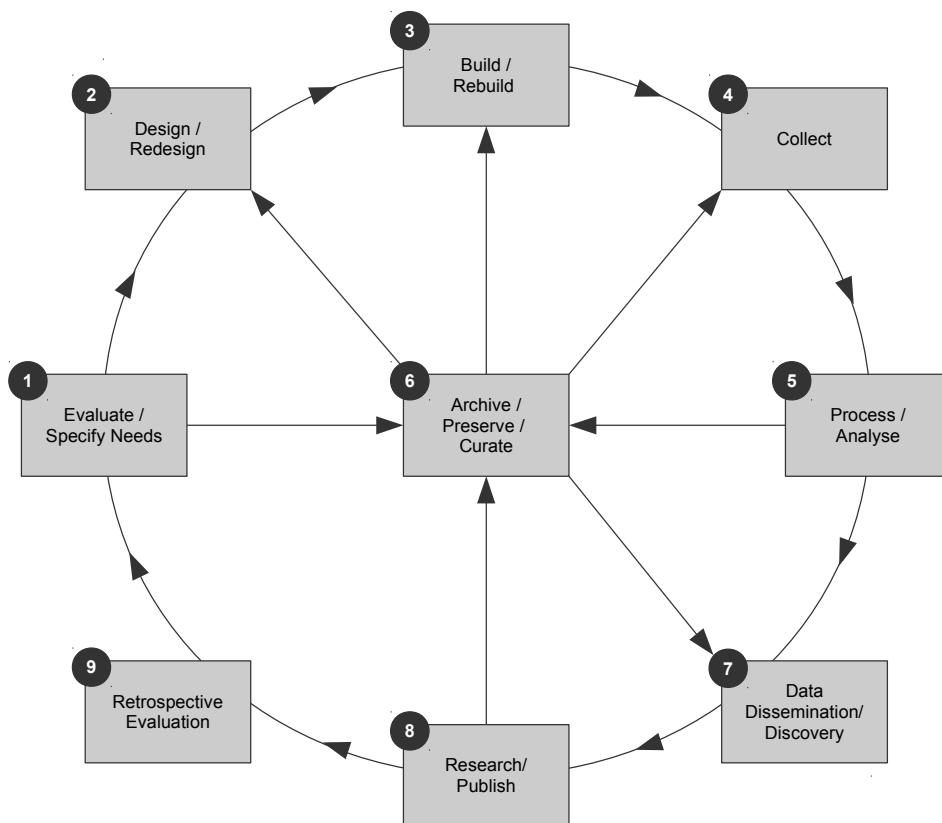 3
Build /
Rebuild
2
Design /
Redesign
4
Collect
1
Evaluate /
Specify Needs
6
Archive /
Preserve /
Curate
5
Process /
Analyse
9
Retrospective
Evaluation
8
Research/
Publish
7
Data
Dissemination/
Discovery